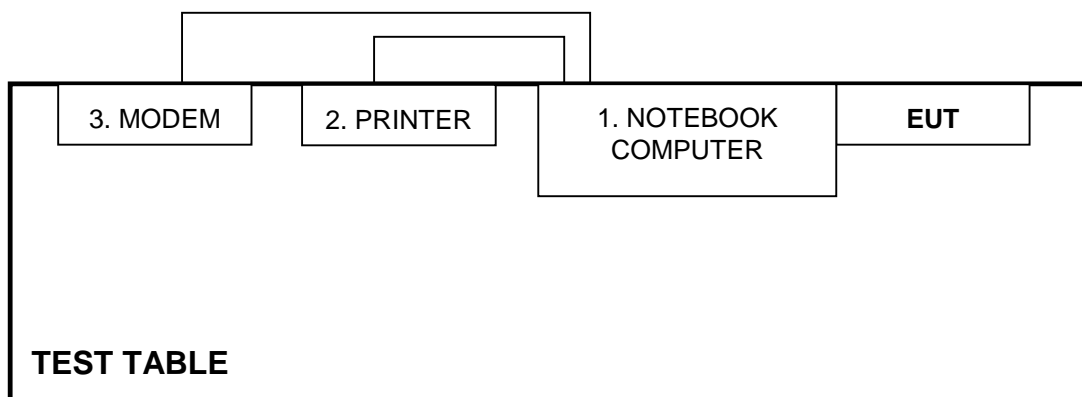 3. MODEM
2. PRINTER
1. NOTEBOOK
COMPUTER
EUT
TEST TABLE